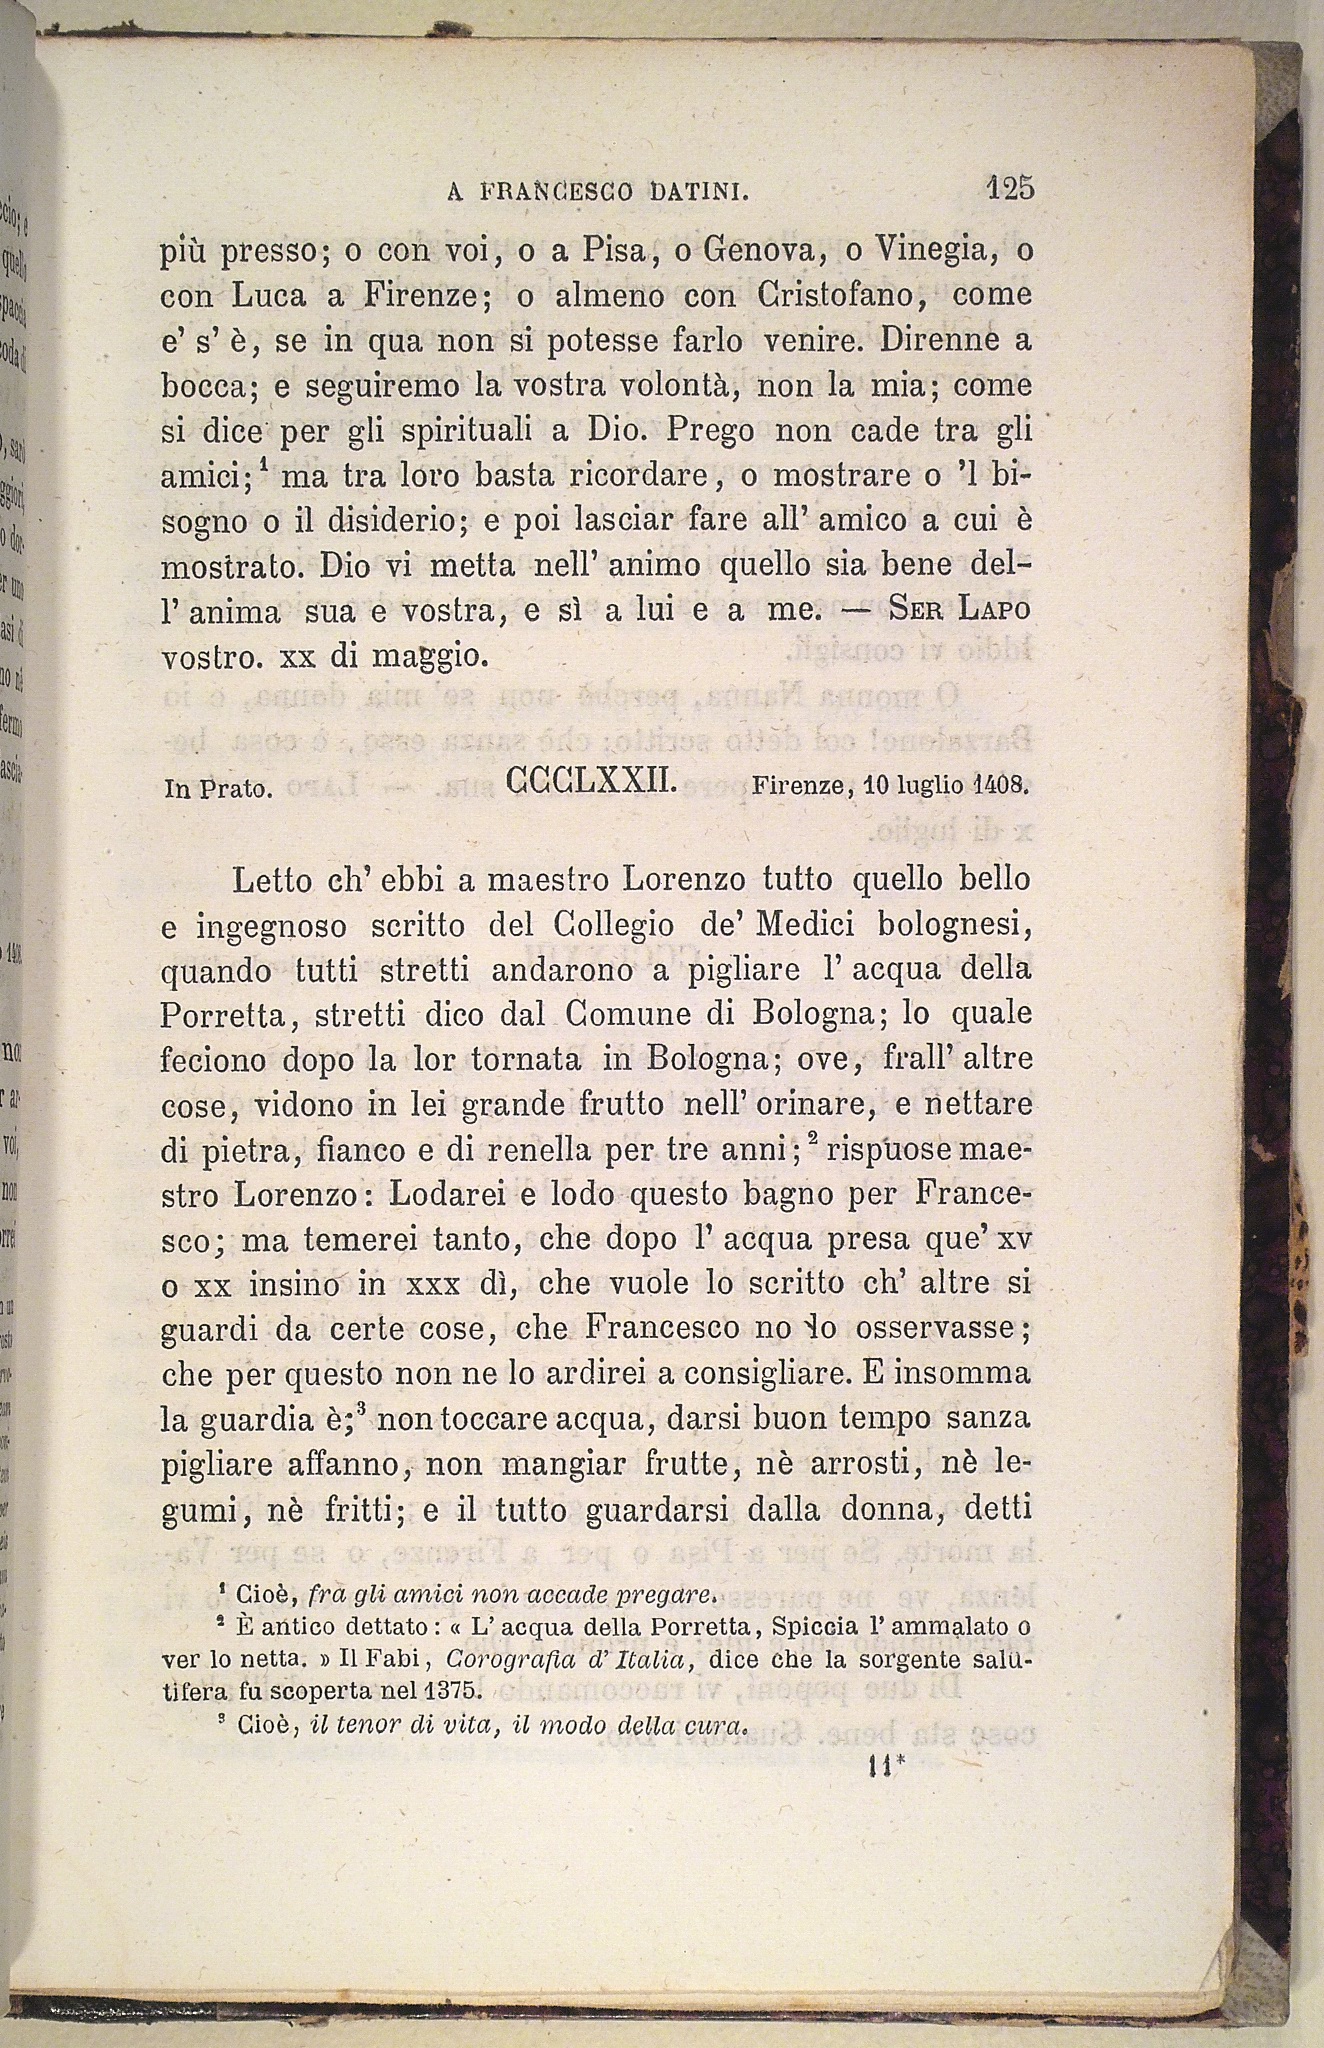 A FRANCESCO DATINI. 125
più presso; o con voi, o a Pisa, o Genova, o Vinegia, o
con Luca a Firenze; o almeno con Cristofano, come
e' s' è, se in qua non si potesse farlo venire. Direnne a
bocca; e seguiremo la vostra volontà, non la mia; come
si dice per gli spirituali a Dio. Prego non cade tra gli
amici;¹ ma tra loro basta ricordare, o mostrare o 'l bi-
sogno o il disiderio; e poi lasciar fare all' amico a cui è
mostrato. Dio vi metta nell' animo quello sia bene del-
l' anima sua e vostra, e sì a lui e a me. — SER LAPO
vostro. XX di maggio.
In Prato. CCCLXXII. Firenze, 10 luglio 1408.
Letto ch' ebbi a maestro Lorenzo tutto quello bello
e ingegnoso scritto del Collegio de' Medici bolognesi,
quando tutti stretti andarono a pigliare l' acqua della
Porretta, stretti dico dal Comune di Bologna; lo quale
feciono dopo la lor tornata in Bologna; ove, frall' altre
cose, vidono in lei grande frutto nell' orinare, e nettare
di pietra, fianco e di renella per tre anni;² rispuose mae-
stro Lorenzo: Lodarei e lodo questo bagno per France-
sco; ma temerei tanto, che dopo l' acqua presa que' XV
o XX insino in XXX dì, che vuole lo scritto ch' altre si
guardi da certe cose, che Francesco no lo osservasse;
che per questo non ne lo ardirei a consigliare. E insomma
la guardia è;³ non toccare acqua, darsi buon tempo sanza
pigliare affanno, non mangiar frutte, nè arrosti, nè le-
gumi, nè fritti; e il tutto guardarsi dalla donna, detti
¹ Cioè, fra gli amici non accade pregare.
² È antico dettato: « L' acqua della Porretta, Spiccia l' ammalato o
ver lo netta. » Il Fabi, Corografia d' Italia, dice che la sorgente salu-
tifera fu scoperta nel 1375.
³ Cioè, il tenor di vita, il modo della cura.
11*